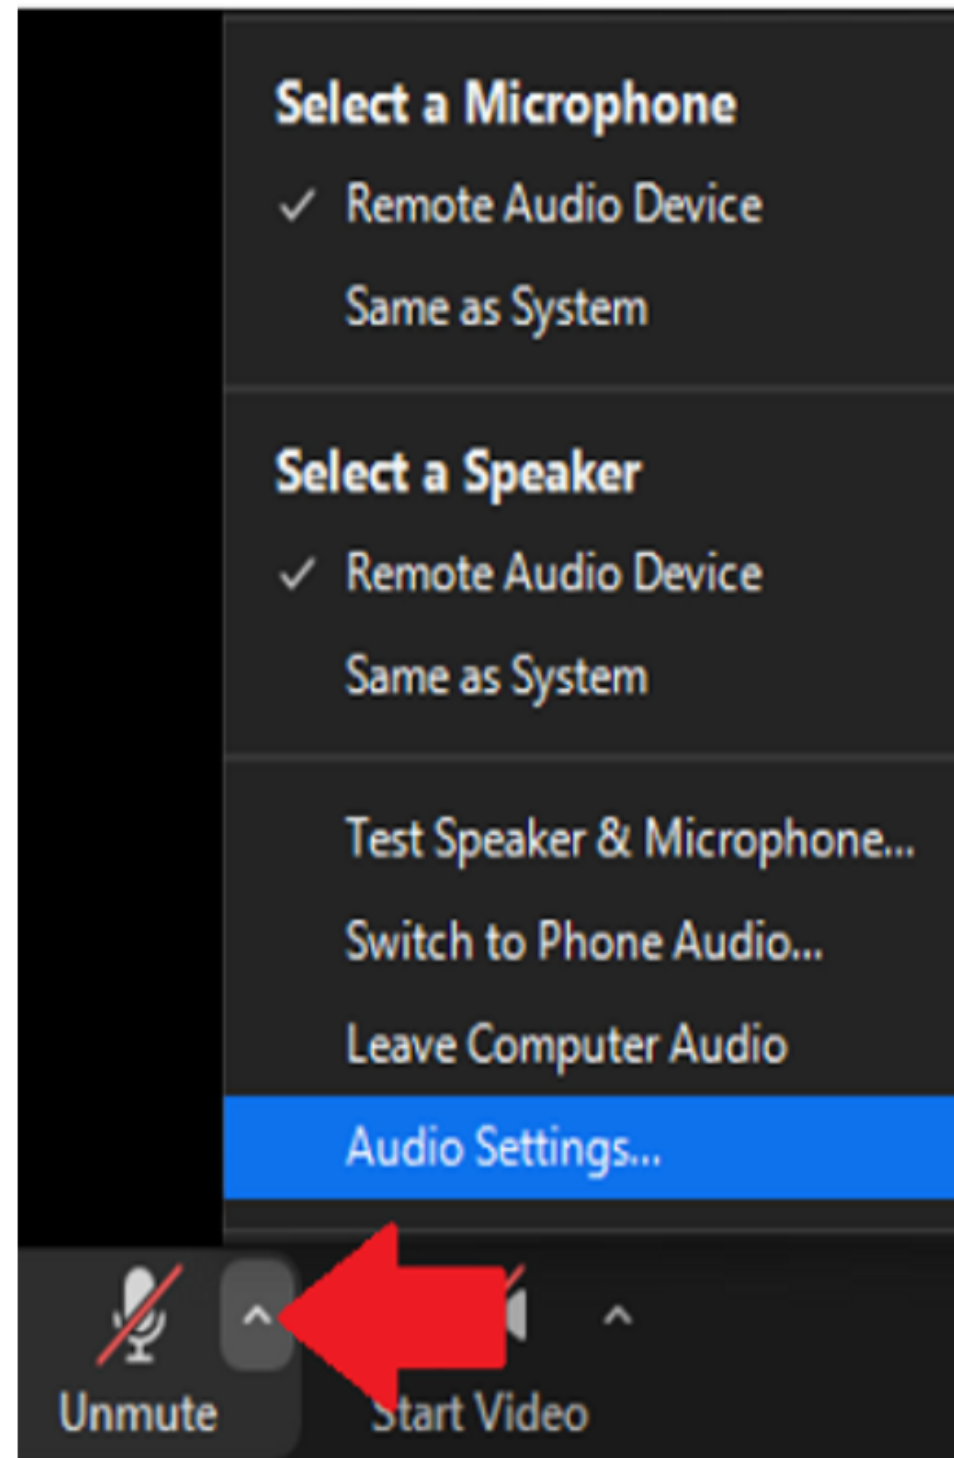 Select a Microphone
Remote Audio Device
Same as System
Select a Speaker
Remote Audio Device
Same as System
Test Speaker & Microphone...
Switch to Phone Audio...
Leave Computer Audio
Audio Settings...
Unmute
Start Video